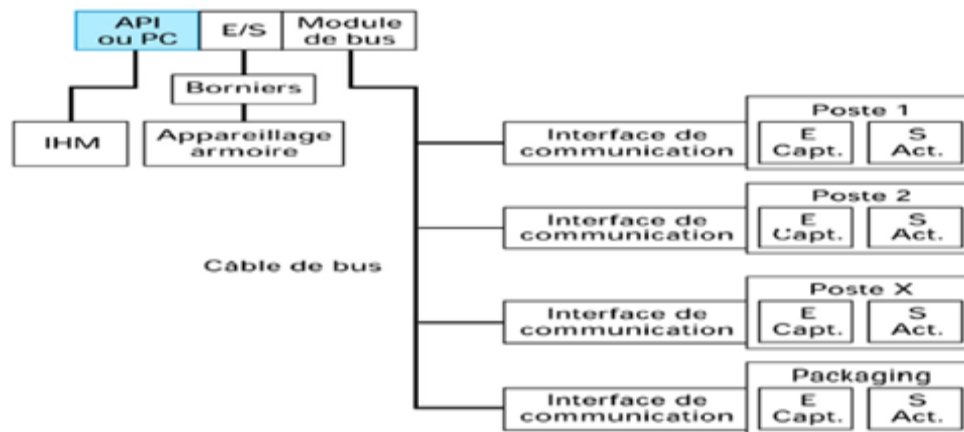 API
ou PC
E/S
Module
de bus
Borniers
IHM
Appareillage
armoire
Câble de bus
Interface de
communication
Poste 1
E
Capt.
S
Act.
Interface de
communication
Poste 2
E
Capt.
S
Act.
Interface de
communication
Poste X
E
Capt.
S
Act.
Interface de
communication
Packaging
E
Capt.
S
Act.